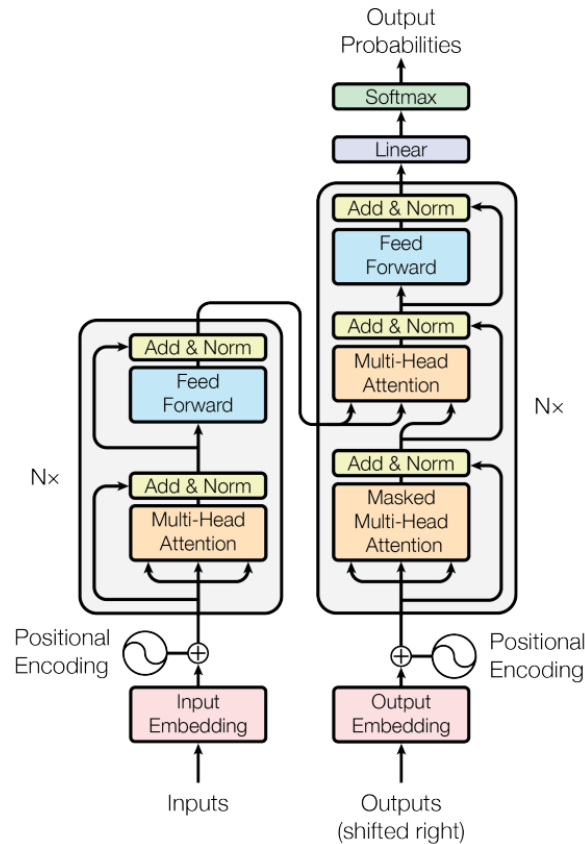 Output
Probabilities
Softmax
Linear
Add & Norm
Feed
Forward
Add & Norm
Multi-Head
Attention
Nx
Add & Norm
Masked
Multi-Head
Attention
Add & Norm
Feed
Forward
Nx
Add & Norm
Multi-Head
Attention
Positional
Encoding
Positional
Encoding
Input
Embedding
Output
Embedding
Inputs
Outputs
(shifted right)